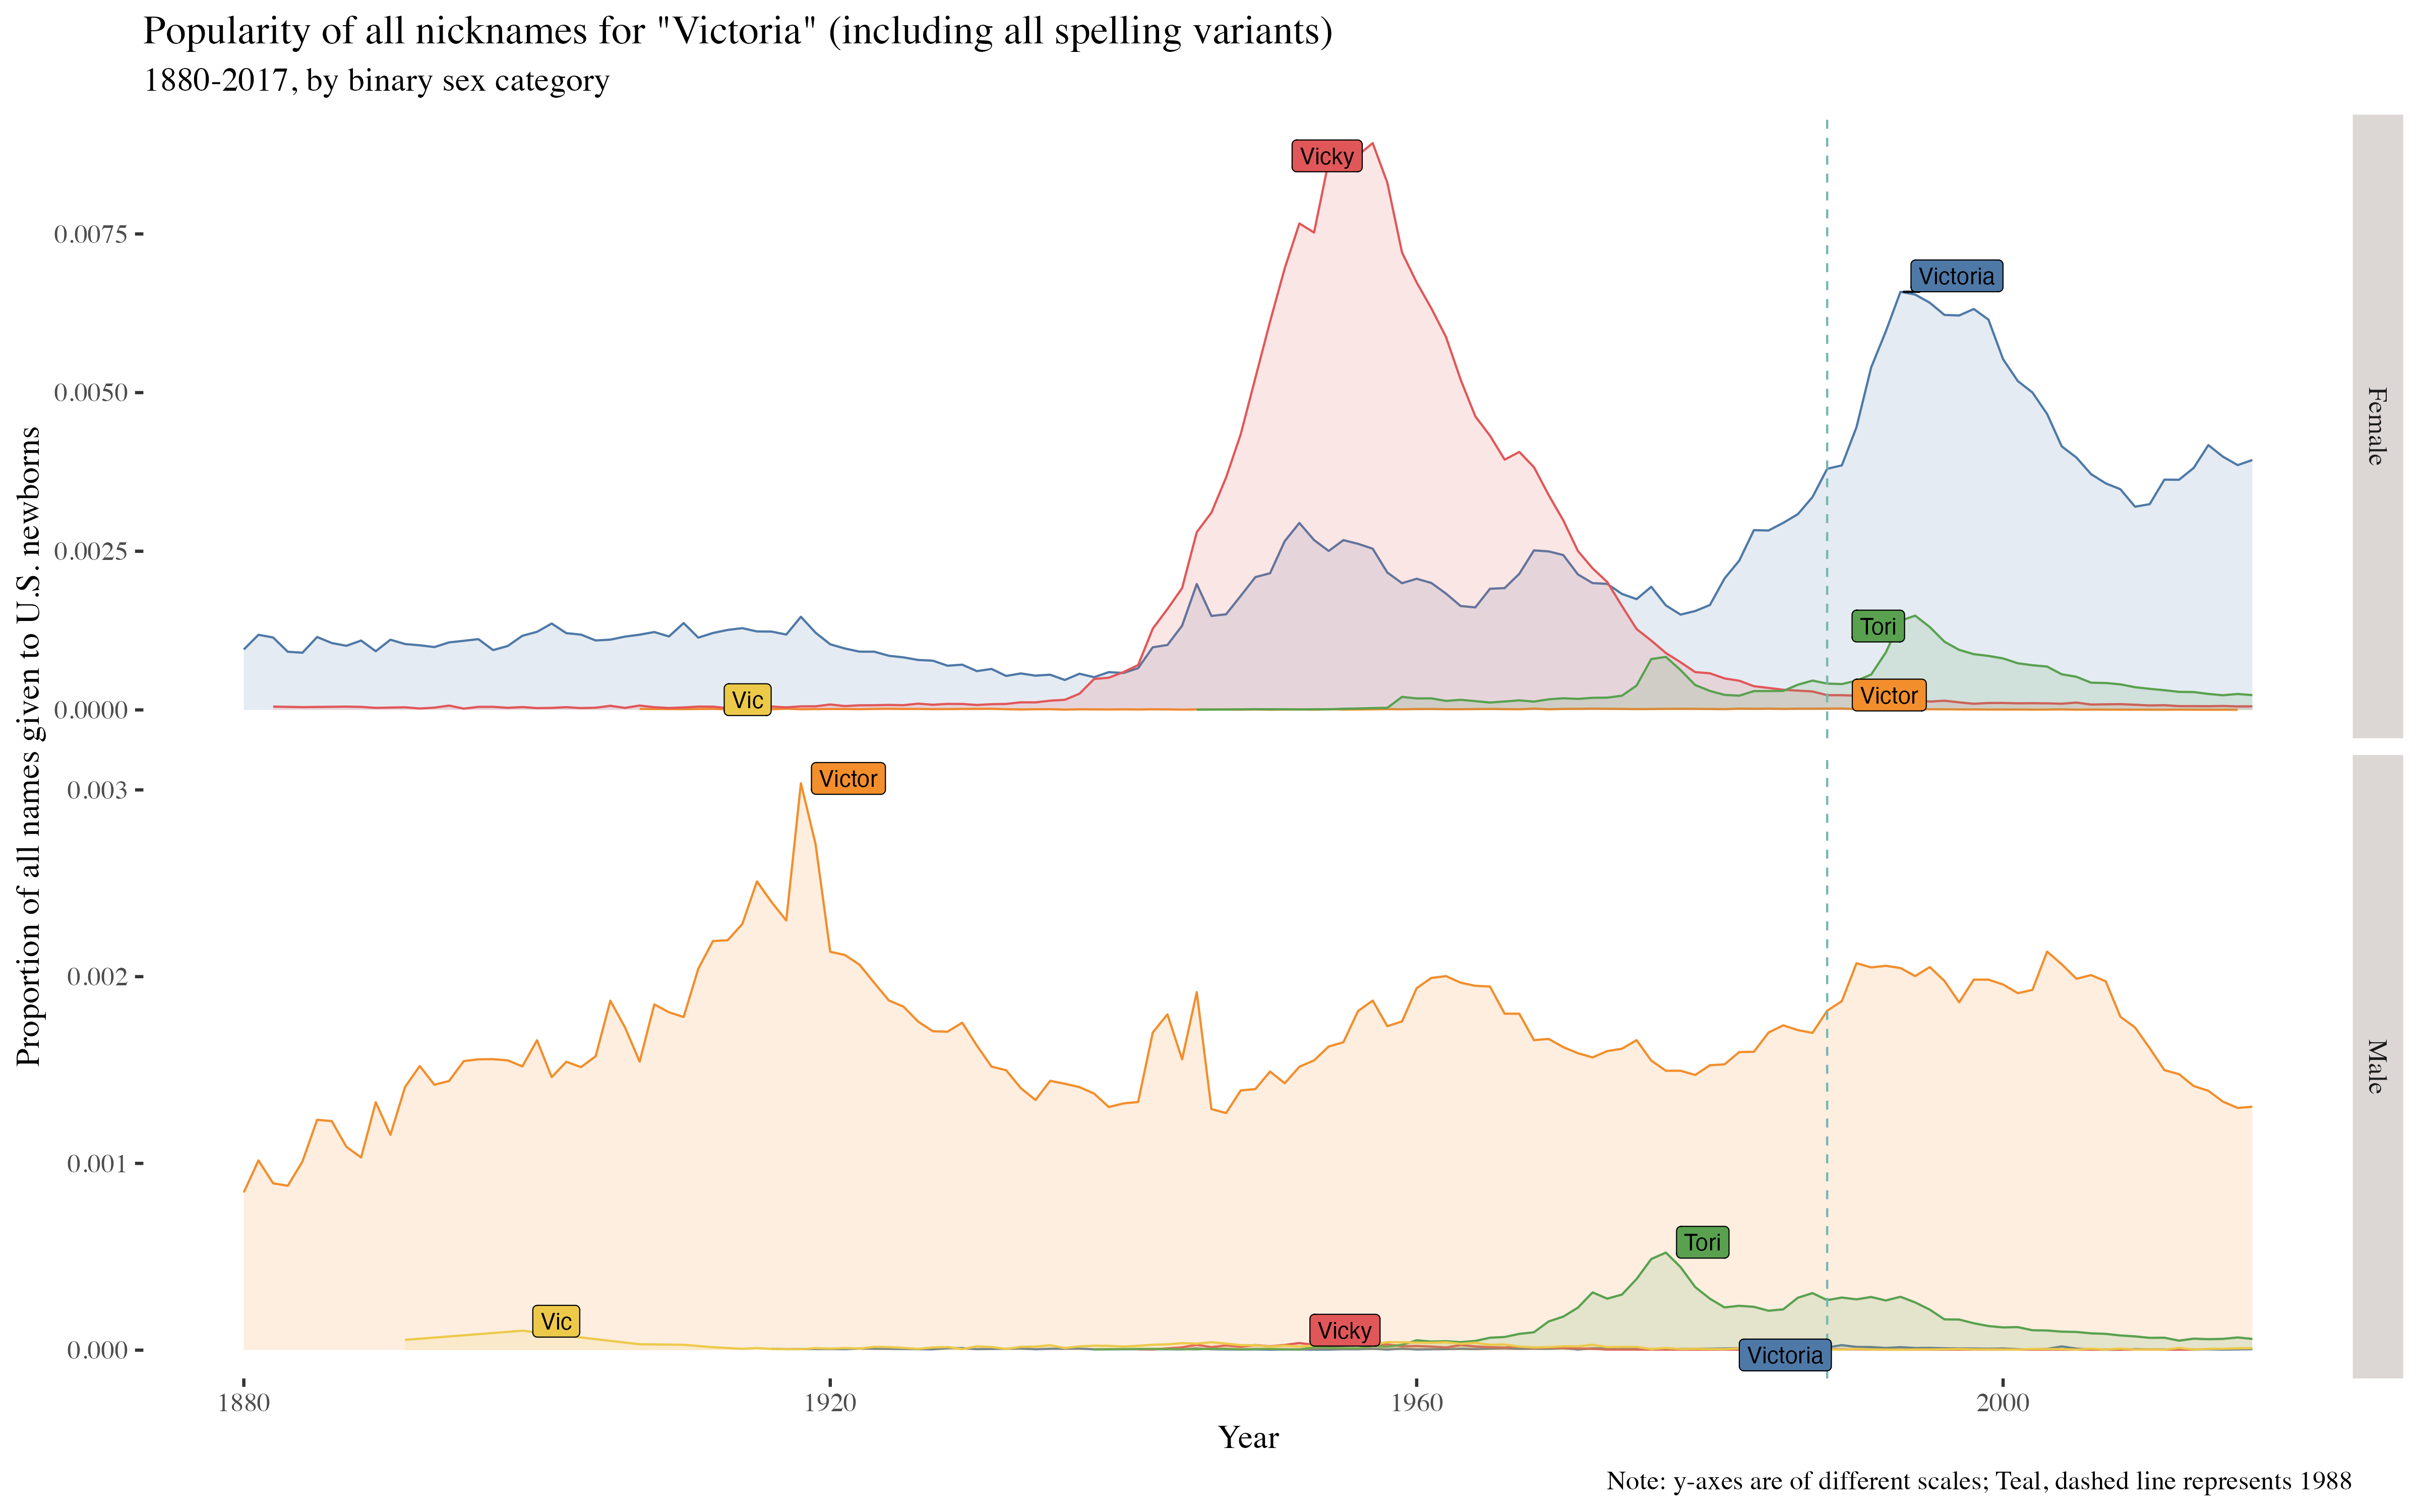 Popularity of all nicknames for "Victoria" (including all spelling variants)
1880-2017, by binary sex category
Proportion of all names given to U.S. newborns
0.0075
0.0050
0.0025
0.0000
Vicky
Victoria
Tori
Vic
Victor
Female
0.003
0.002
0.001
0.000
Victor
Tori
Vic
Vicky
Victoria
Male
1880
1920
1960
2000
Year
Note: y-axes are of different scales; Teal, dashed line represents 1988